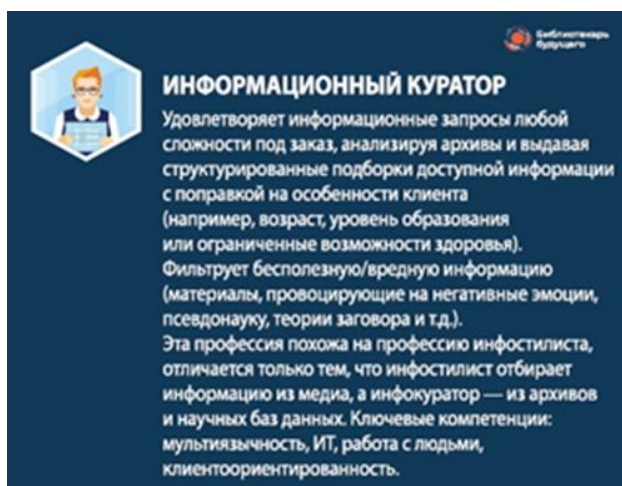 Библиотекарь
будущего
ИНФОРМАЦИОННЫЙ КУРАТОР
Удовлетворяет информационные запросы любой
сложности под заказ, анализируя архивы и выдавая
структурированные подборки доступной информации
с поправкой на особенности клиента
(например, возраст, уровень образования
или ограниченные возможности здоровья).
Фильтрует бесполезную/вредную информацию
(материалы, провоцирующие на негативные эмоции,
псевдонауку, теории заговора и т.д.).
Эта профессия похожа на профессию инфостилиста,
отличается только тем, что инфостилист отбирает
информацию из медиа, а инфокуратор — из архивов
и научных баз данных. Ключевые компетенции:
мультиязычность, ИТ, работа с людьми,
клиентоориентированность.